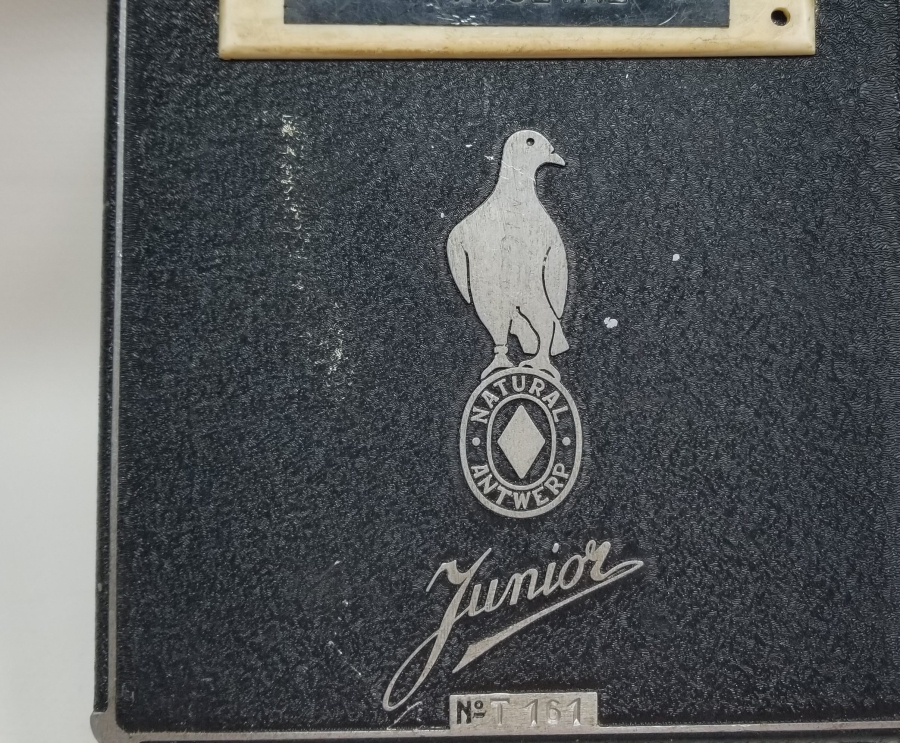 NATURAL
ANTWERP
Junior
Nº T 161